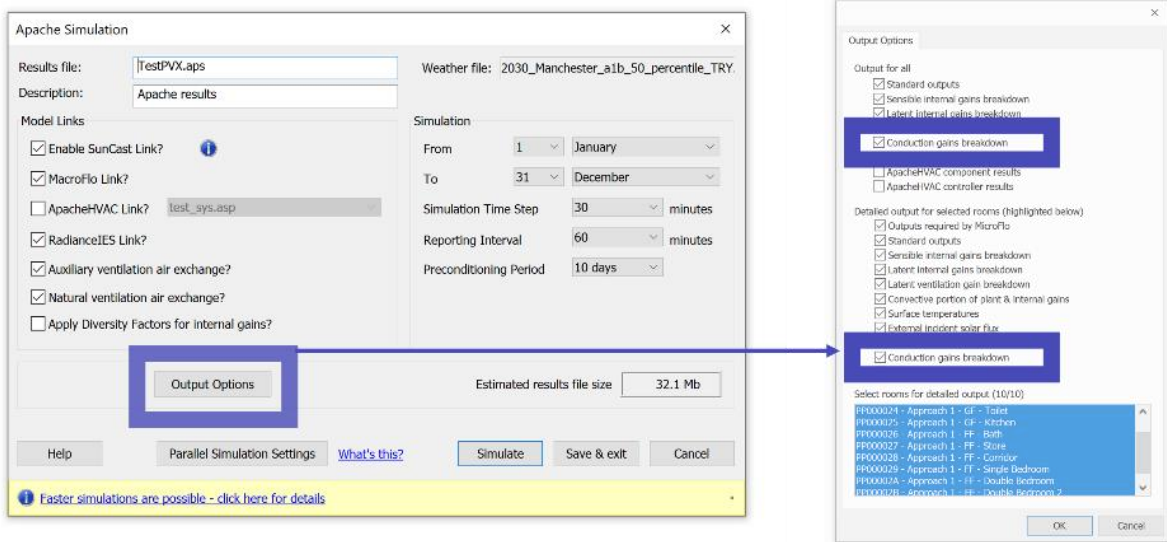 Apache Simulation
Results file: TestPVX.aps
Weather file: 2030_Manchester_a1b_50_percentile_TRY.
Description: Apache results
Model Links
Enable SunCast Link?
MacroFlo Link?
ApacheHVAC Link? test_sys.asp
RadianceIES Link?
Auxiliary ventilation air exchange?
Natural ventilation air exchange?
Apply Diversity Factors for internal gains?
Simulation
From 1 January
To 31 December
Simulation Time Step 30 minutes
Reporting Interval 60 minutes
Preconditioning Period 10 days
Output Options
Estimated results file size 32.1 Mb
Help
Parallel Simulation Settings
What's this?
Simulate
Save & exit
Cancel
Faster simulations are possible - click here for details
Output Options
Output for all
Standard outputs
Sensible internal gains breakdown
Latent internal gains breakdown
Conduction gains breakdown
ApacheHVAC component results
ApacheHVAC controller results
Detailed output for selected rooms (highlighted below)
Outputs required by MicroFlo
Standard outputs
Sensible internal gains breakdown
Latent internal gains breakdown
Latent ventilation gain breakdown
Convective portion of plant & internal gains
Surface temperatures
External incident solar flux
Conduction gains breakdown
Select rooms for detailed output (10/10)
PP000024 - Approach 1 - GF - Toilet
PP000025 - Approach 1 - GF - Kitchen
PP000026 - Approach 1 - FF - Bath
PP000027 - Approach 1 - FF - Store
PP000028 - Approach 1 - FF - Corridor
PP000029 - Approach 1 - FF - Single Bedroom
PP00002A - Approach 1 - FF - Double Bedroom
PP00002B - Approach 1 - FF - Double Bedroom 2
OK
Cancel